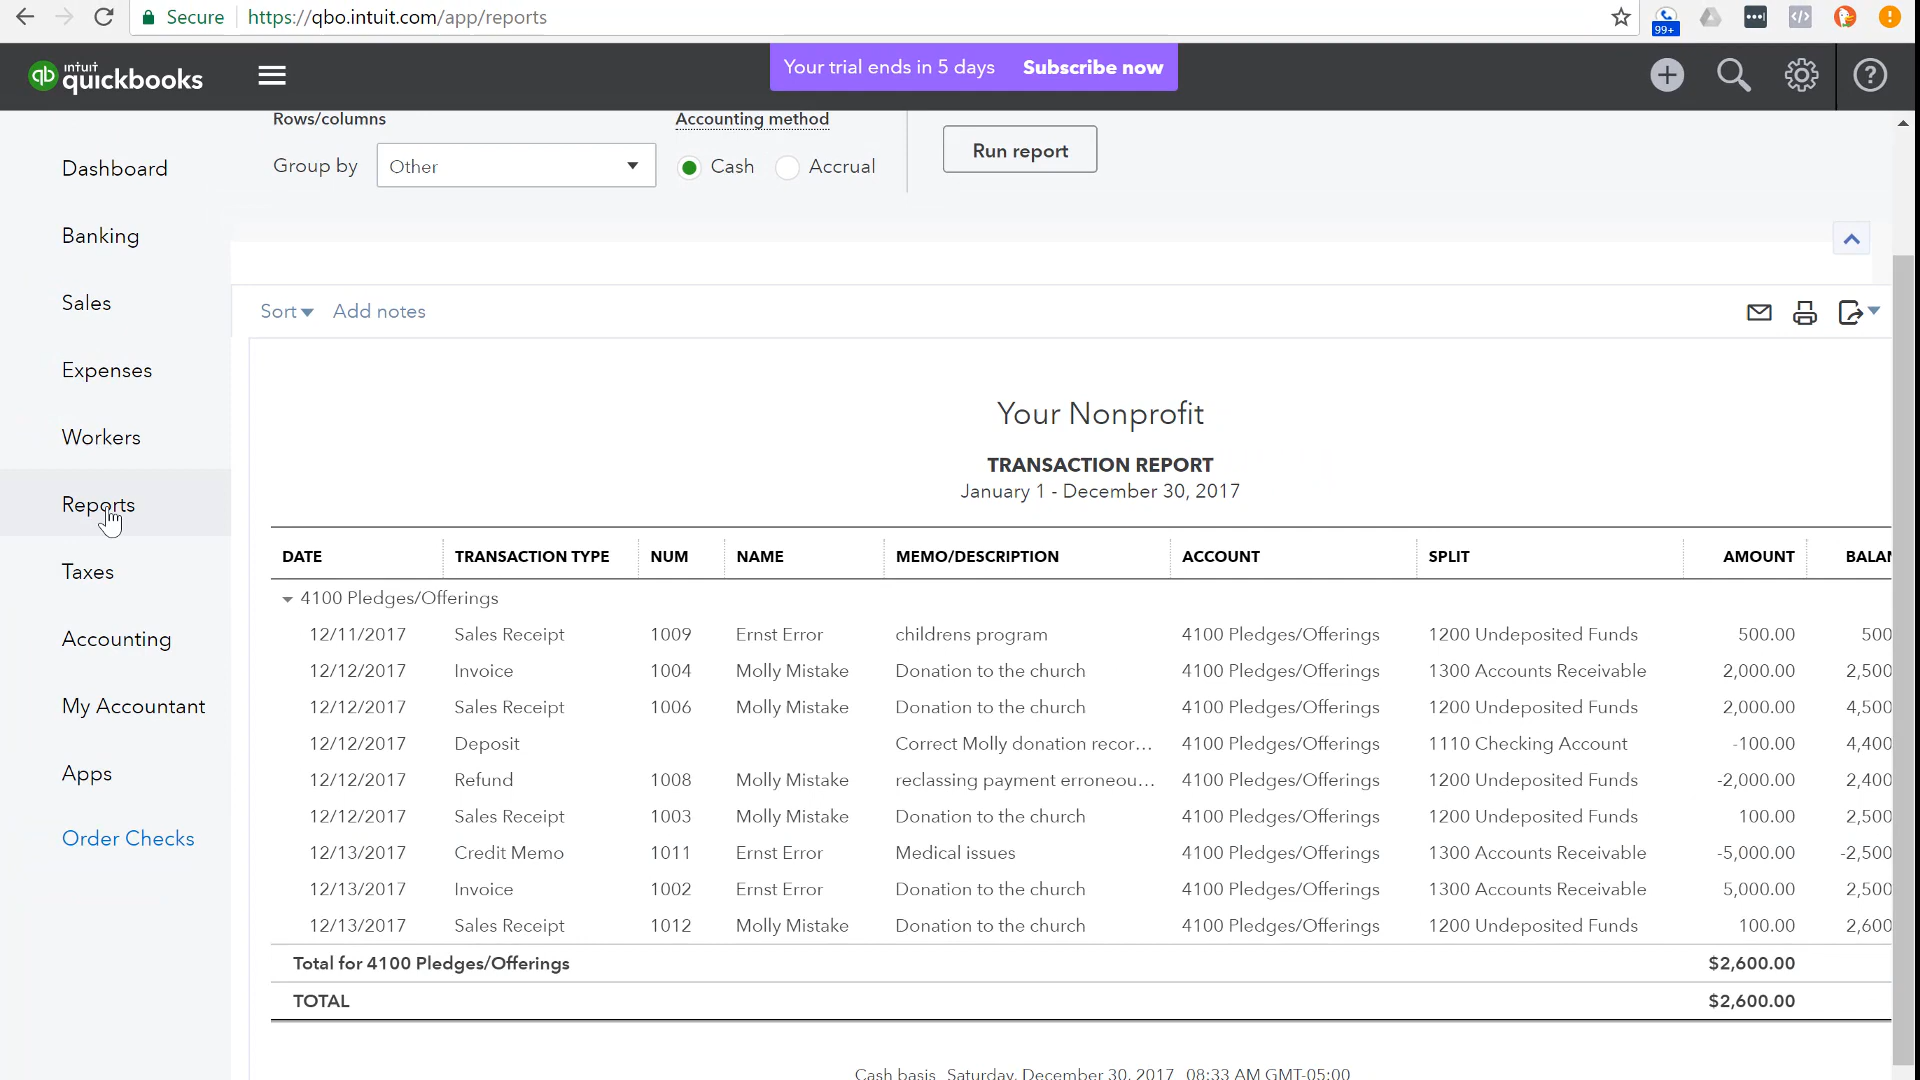 Secure https://qbo.intuit.com/app/reports
99+
intuit
quickbooks
Your trial ends in 5 days Subscribe now
Rows/columns
Accounting method
Group by Other Cash Accrual Run report
Dashboard
Banking
Sales
Expenses
Workers
Reports
Taxes
Accounting
My Accountant
Apps
Order Checks
Sort Add notes
Your Nonprofit
TRANSACTION REPORT
January 1 - December 30, 2017
DATE TRANSACTION TYPE NUM NAME MEMO/DESCRIPTION ACCOUNT SPLIT AMOUNT BALAN
4100 Pledges/Offerings
12/11/2017 Sales Receipt 1009 Ernst Error childrens program 4100 Pledges/Offerings 1200 Undeposited Funds 500.00 500
12/12/2017 Invoice 1004 Molly Mistake Donation to the church 4100 Pledges/Offerings 1300 Accounts Receivable 2,000.00 2,500
12/12/2017 Sales Receipt 1006 Molly Mistake Donation to the church 4100 Pledges/Offerings 1200 Undeposited Funds 2,000.00 4,500
12/12/2017 Deposit Correct Molly donation recor... 4100 Pledges/Offerings 1110 Checking Account -100.00 4,400
12/12/2017 Refund 1008 Molly Mistake reclassing payment erroneou... 4100 Pledges/Offerings 1200 Undeposited Funds -2,000.00 2,400
12/12/2017 Sales Receipt 1003 Molly Mistake Donation to the church 4100 Pledges/Offerings 1200 Undeposited Funds 100.00 2,500
12/13/2017 Credit Memo 1011 Ernst Error Medical issues 4100 Pledges/Offerings 1300 Accounts Receivable -5,000.00 -2,500
12/13/2017 Invoice 1002 Ernst Error Donation to the church 4100 Pledges/Offerings 1300 Accounts Receivable 5,000.00 2,500
12/13/2017 Sales Receipt 1012 Molly Mistake Donation to the church 4100 Pledges/Offerings 1200 Undeposited Funds 100.00 2,600
Total for 4100 Pledges/Offerings $2,600.00
TOTAL $2,600.00
Cash basis Saturday, December 30, 2017 08:33 AM GMT-05:00